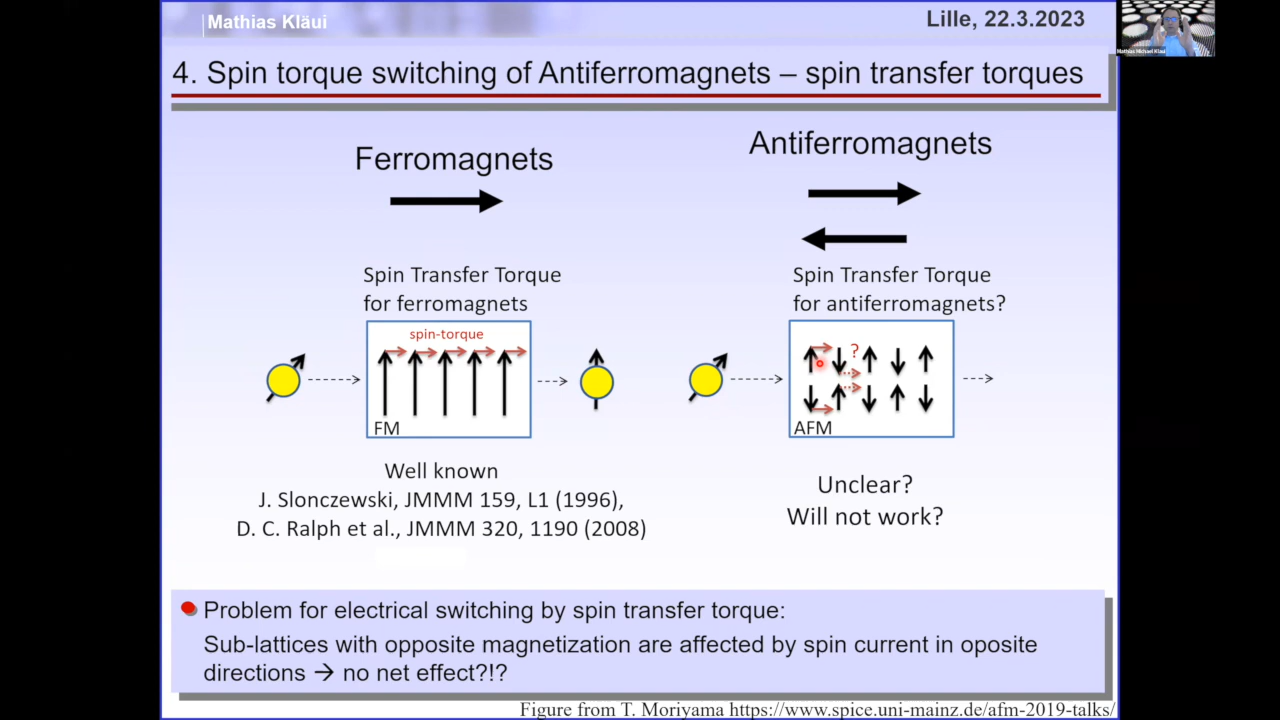 Mathias Kläui
Lille, 22.3.2023
Mathias Michael Kläui
4. Spin torque switching of Antiferromagnets – spin transfer torques
Ferromagnets
Antiferromagnets
Spin Transfer Torque
for ferromagnets
Spin Transfer Torque
for antiferromagnets?
spin-torque
FM
?
AFM
Well known
J. Slonczewski, JMMM 159, L1 (1996),
D. C. Ralph et al., JMMM 320, 1190 (2008)
Unclear?
Will not work?
Problem for electrical switching by spin transfer torque:
Sub-lattices with opposite magnetization are affected by spin current in oposite
directions → no net effect?!?
Figure from T. Moriyama https://www.spice.uni-mainz.de/afm-2019-talks/